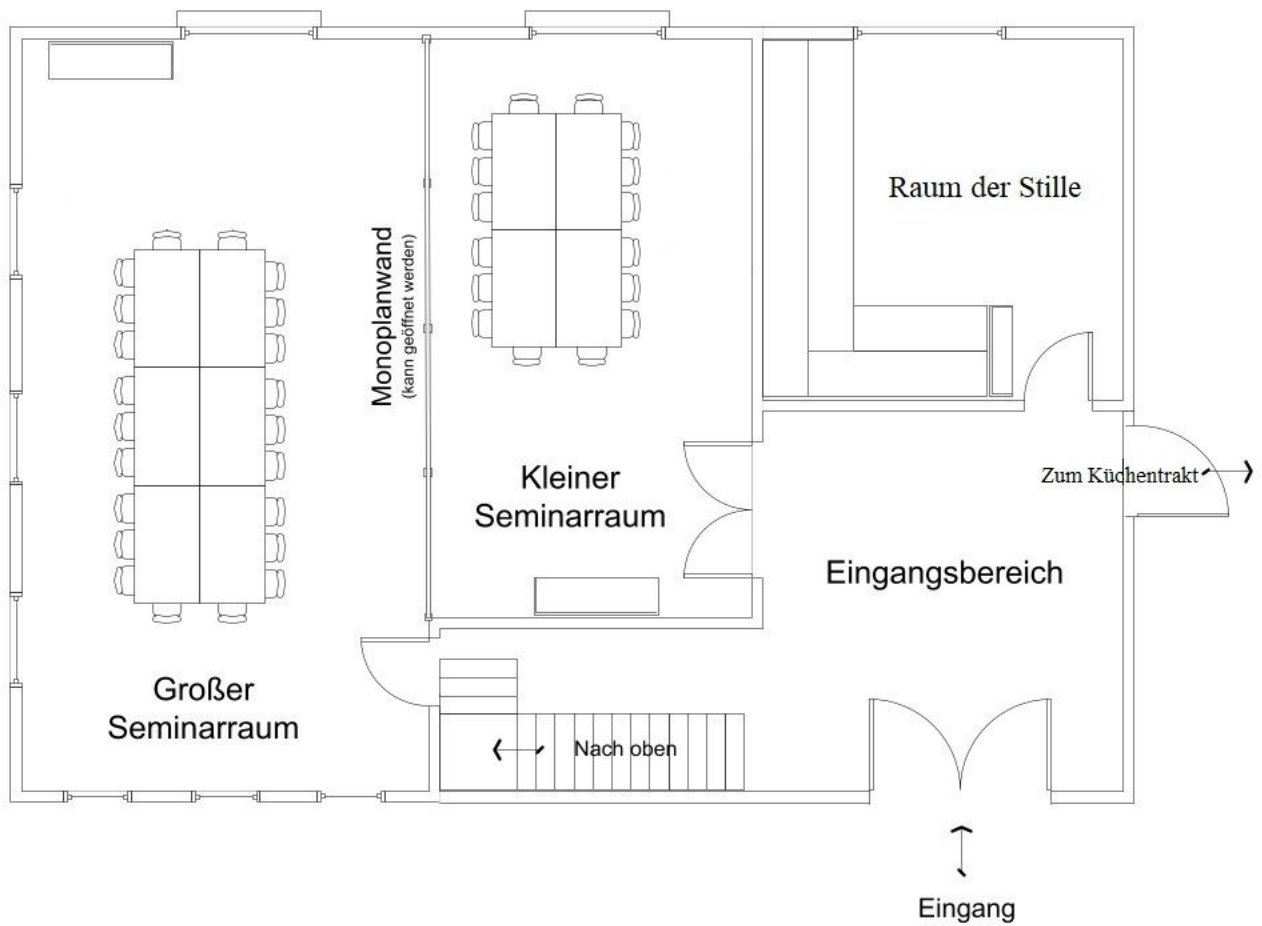 Raum der Stille
Monoplanwand
(kann geöffnet werden)
Kleiner
Seminarraum
Zum Küchentrakt
Eingangsbereich
Großer
Seminarraum
Nach oben
Eingang